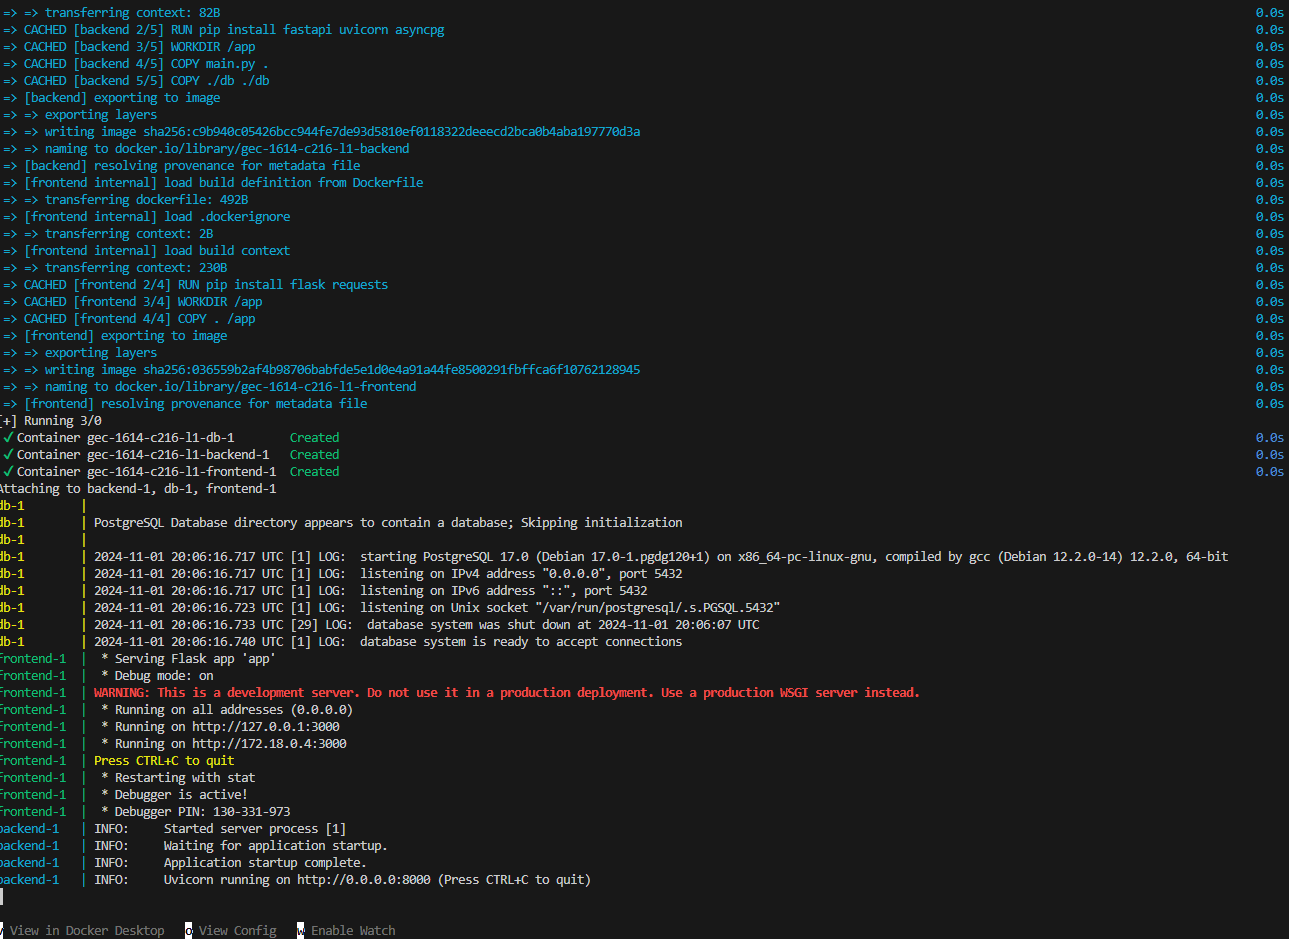 => => transferring context: 82B 0.0s
=> CACHED [backend 2/5] RUN pip install fastapi uvicorn asyncpg 0.0s
=> CACHED [backend 3/5] WORKDIR /app 0.0s
=> CACHED [backend 4/5] COPY main.py . 0.0s
=> CACHED [backend 5/5] COPY ./db ./db 0.0s
=> [backend] exporting to image 0.0s
=> => exporting layers 0.0s
=> => writing image sha256:c9b940c05426bcc944fe7de93d5810ef0118322deeecd2bca0b4aba197770d3a 0.0s
=> => naming to docker.io/library/gec-1614-c216-l1-backend 0.0s
=> [backend] resolving provenance for metadata file 0.0s
=> [frontend internal] load build definition from Dockerfile 0.0s
=> => transferring dockerfile: 492B 0.0s
=> [frontend internal] load .dockerignore 0.0s
=> => transferring context: 2B 0.0s
=> [frontend internal] load build context 0.0s
=> => transferring context: 230B 0.0s
=> CACHED [frontend 2/4] RUN pip install flask requests 0.0s
=> CACHED [frontend 3/4] WORKDIR /app 0.0s
=> CACHED [frontend 4/4] COPY . /app 0.0s
=> [frontend] exporting to image 0.0s
=> => exporting layers 0.0s
=> => writing image sha256:036559b2af4b98706babfde5e1d0e4a91a44fe8500291fbffca6f10762128945 0.0s
=> => naming to docker.io/library/gec-1614-c216-l1-frontend 0.0s
=> [frontend] resolving provenance for metadata file 0.0s
[+] Running 3/0
✓ Container gec-1614-c216-l1-db-1 Created 0.0s
✓ Container gec-1614-c216-l1-backend-1 Created 0.0s
✓ Container gec-1614-c216-l1-frontend-1 Created 0.0s
Attaching to backend-1, db-1, frontend-1
db-1 |
db-1 | PostgreSQL Database directory appears to contain a database; Skipping initialization
db-1 |
db-1 | 2024-11-01 20:06:16.717 UTC [1] LOG: starting PostgreSQL 17.0 (Debian 17.0-1.pgdg120+1) on x86_64-pc-linux-gnu, compiled by gcc (Debian 12.2.0-14) 12.2.0, 64-bit
db-1 | 2024-11-01 20:06:16.717 UTC [1] LOG: listening on IPv4 address "0.0.0.0", port 5432
db-1 | 2024-11-01 20:06:16.717 UTC [1] LOG: listening on IPv6 address "::", port 5432
db-1 | 2024-11-01 20:06:16.723 UTC [1] LOG: listening on Unix socket "/var/run/postgresql/.s.PGSQL.5432"
db-1 | 2024-11-01 20:06:16.733 UTC [29] LOG: database system was shut down at 2024-11-01 20:06:07 UTC
db-1 | 2024-11-01 20:06:16.740 UTC [1] LOG: database system is ready to accept connections
frontend-1 | * Serving Flask app 'app'
frontend-1 | * Debug mode: on
frontend-1 | WARNING: This is a development server. Do not use it in a production deployment. Use a production WSGI server instead.
frontend-1 | * Running on all addresses (0.0.0.0)
frontend-1 | * Running on http://127.0.0.1:3000
frontend-1 | * Running on http://172.18.0.4:3000
frontend-1 | Press CTRL+C to quit
frontend-1 | * Restarting with stat
frontend-1 | * Debugger is active!
frontend-1 | * Debugger PIN: 130-331-973
backend-1 | INFO: Started server process [1]
backend-1 | INFO: Waiting for application startup.
backend-1 | INFO: Application startup complete.
backend-1 | INFO: Uvicorn running on http://0.0.0.0:8000 (Press CTRL+C to quit)
v View in Docker Desktop o View Config w Enable Watch